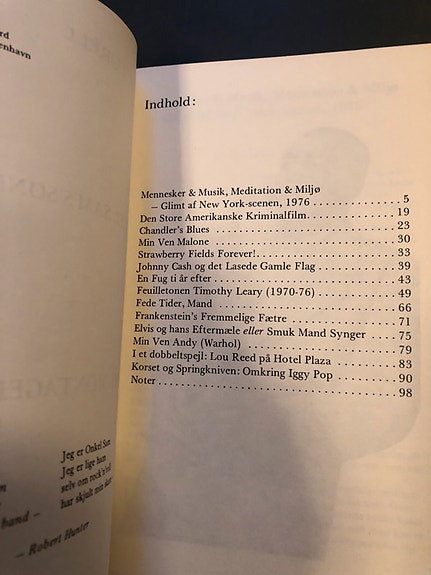 rd
enhavn
Indhold:
Mennesker & Musik, Meditation & Miljø
– Glimt af New York-scenen, 1976 . . . . . . . . . . . . 5
Den Store Amerikanske Kriminalfilm. . . . . . . . . . . . 19
Chandler's Blues . . . . . . . . . . . . 23
Min Ven Malone . . . . . . . . . . . . 30
Strawberry Fields Forever!. . . . . . . . . . . . 33
Johnny Cash og det Lasede Gamle Flag . . . . . . . . . . . . 39
En Fug ti år efter . . . . . . . . . . . . 43
Feuilletonen Timothy Leary (1970-76) . . . . . . . . . . . . 49
Fede Tider, Mand . . . . . . . . . . . . 66
Frankenstein's Fremmelige Fætre . . . . . . . . . . . . 71
Elvis og hans Eftermæle eller Smuk Mand Synger . . . . 75
Min Ven Andy (Warhol) . . . . . . . . . . . . 79
I et dobbeltspejl: Lou Reed på Hotel Plaza . . . . . . . . 83
Korset og Springkniven: Omkring Iggy Pop . . . . . . . . 90
Noter . . . . . . . . . . . . 98
Jeg er Onkel Sam
Jeg er lige han
selv om rock'n'roll
har skjult min
m
band –
– Robert Hunter